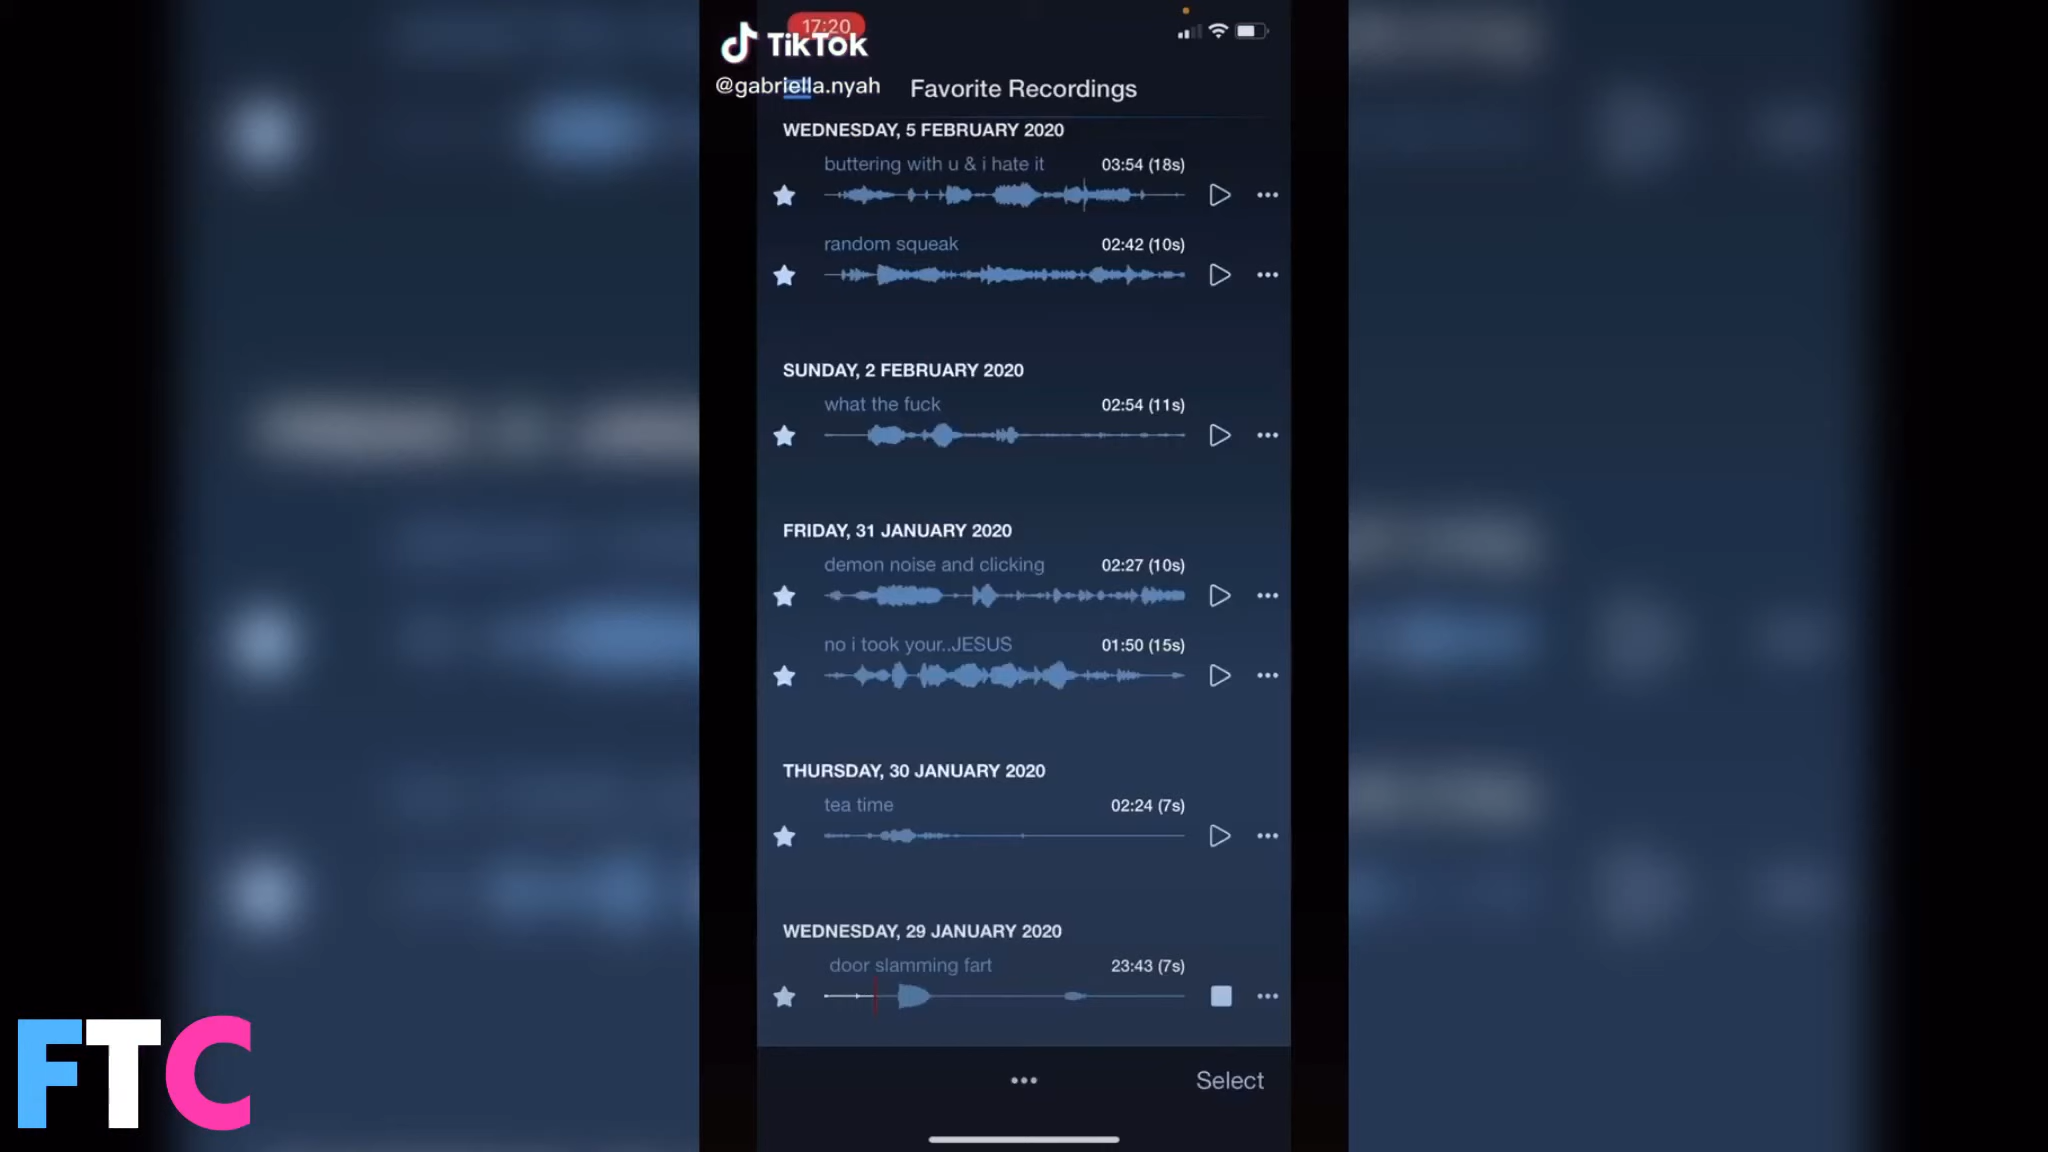 17:20
TikTok
@gabriella.nyah
Favorite Recordings
WEDNESDAY, 5 FEBRUARY 2020
buttering with u & i hate it 03:54 (18s)
random squeak 02:42 (10s)
SUNDAY, 2 FEBRUARY 2020
what the fuck 02:54 (11s)
FRIDAY, 31 JANUARY 2020
demon noise and clicking 02:27 (10s)
no i took your..JESUS 01:50 (15s)
THURSDAY, 30 JANUARY 2020
tea time 02:24 (7s)
WEDNESDAY, 29 JANUARY 2020
door slamming fart 23:43 (7s)
Select
FTC